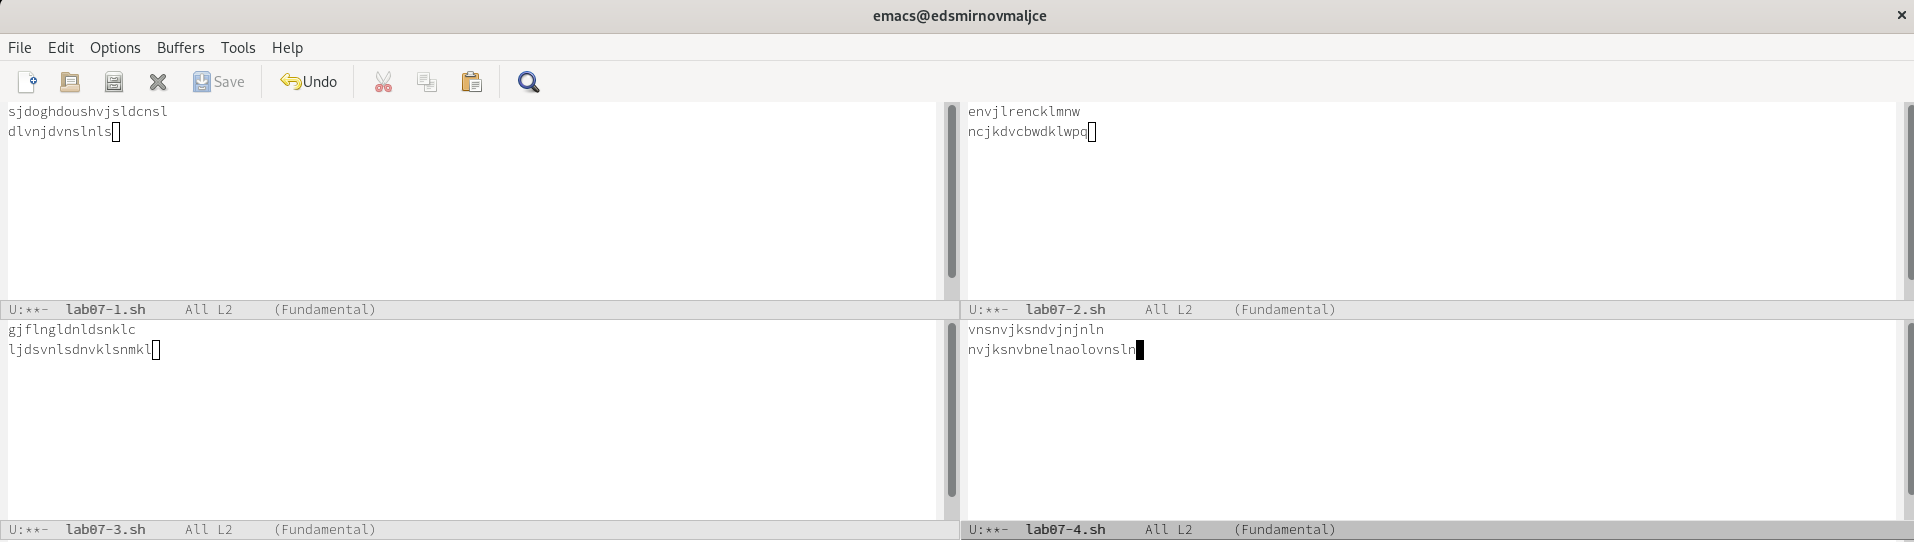 emacs@edsmirnovmaljce
File Edit Options Buffers Tools Help
Save Undo
sjdoghdoushvjsldcnsl
dlvnjdvnslnls
U:**-  lab07-1.sh     All L2     (Fundamental)
envjlrencklmnw
ncjkdvcbwdklwpq
U:**-  lab07-2.sh     All L2     (Fundamental)
gjflngldnldsnklc
ljdsvnlsdnvklsnmkl
U:**-  lab07-3.sh     All L2     (Fundamental)
vnsnvjksndvjnjnln
nvjksnvbnelnaolovnsln
U:**-  lab07-4.sh     All L2     (Fundamental)